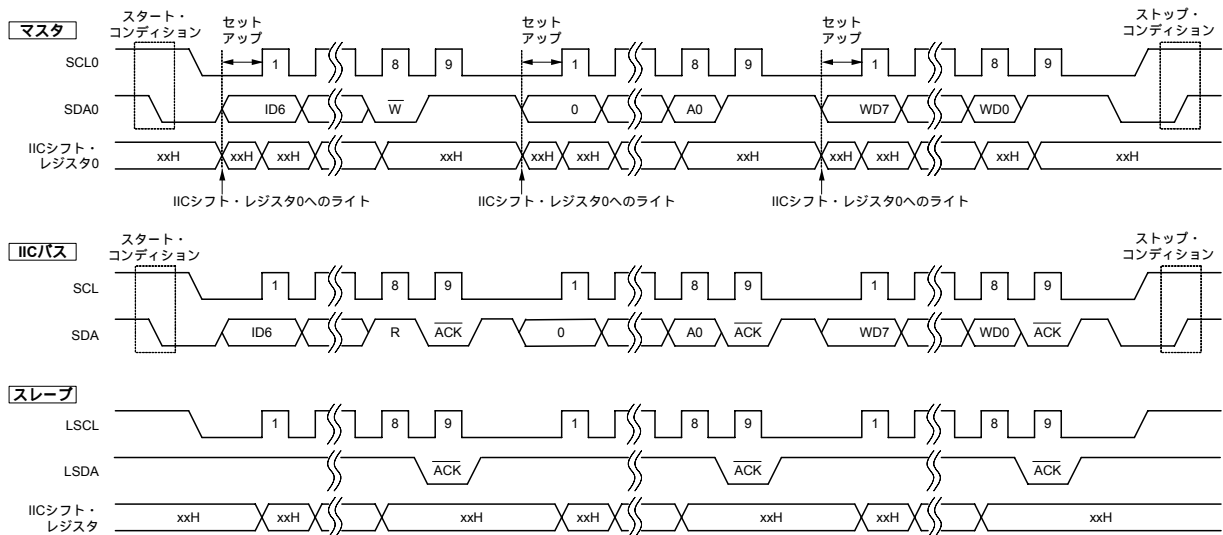 マスタ
スタート・
コンディション
セット
アップ
セット
アップ
セット
アップ
ストップ・
コンディション
SCL0 1 8 9 1 8 9 1 8 9
SDA0 ID6 W 0 A0 WD7 WD0
IICシフト・
レジスタ0
xxH xxH xxH xxH xxH xxH xxH xxH xxH xxH xxH
IICシフト・レジスタ0へのライト IICシフト・レジスタ0へのライト IICシフト・レジスタ0へのライト
IICバス
スタート・
コンディション
ストップ・
コンディション
SCL 1 8 9 1 8 9 1 8 9
SDA ID6 R ACK 0 A0 ACK WD7 WD0 ACK
スレーブ
LSCL 1 8 9 1 8 9 1 8 9
LSDA ACK ACK ACK
IICシフト・
レジスタ
xxH xxH xxH xxH xxH xxH xxH